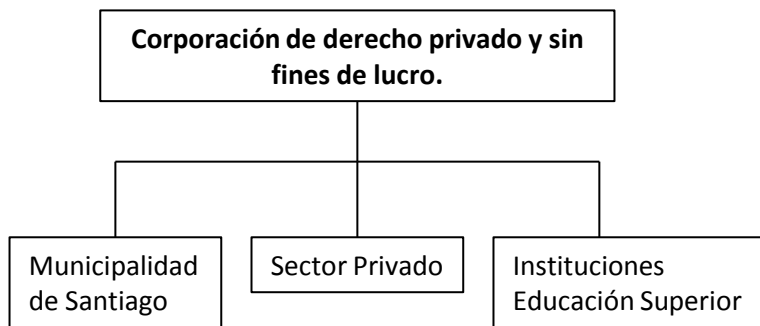 Corporación de derecho privado y sin
fines de lucro.
Municipalidad
de Santiago
Sector Privado
Instituciones
Educación Superior